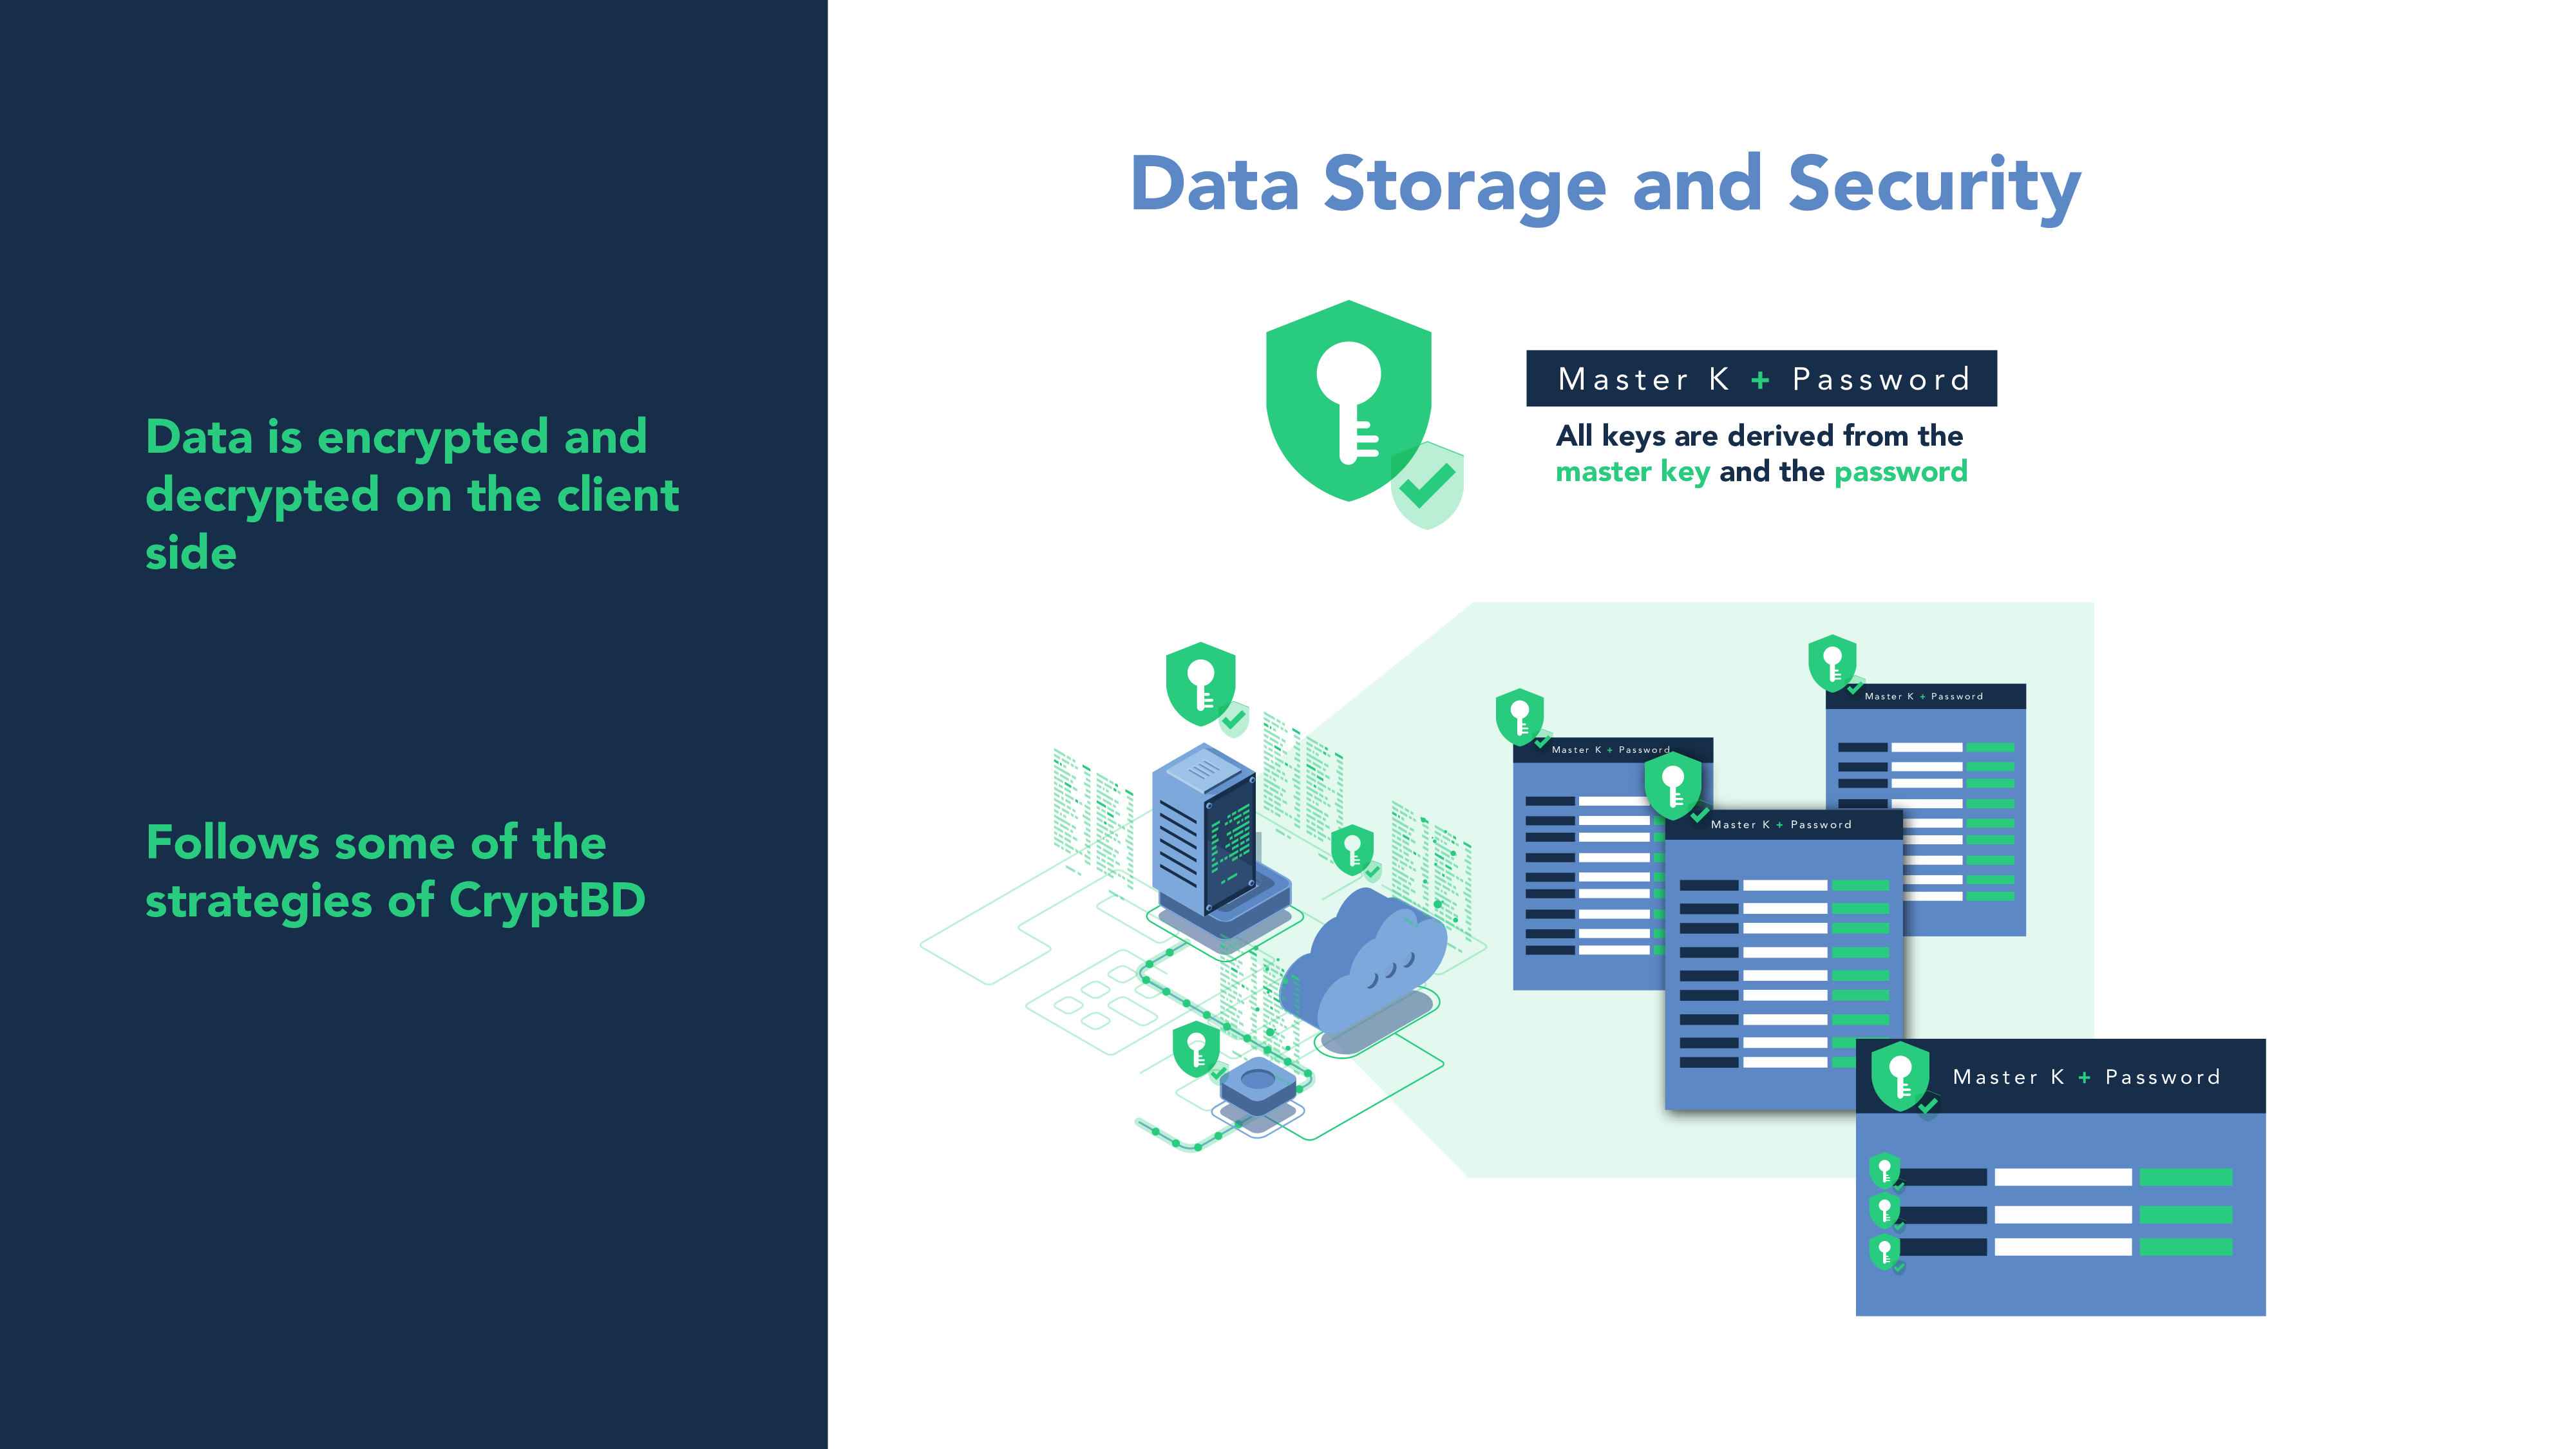 Data is encrypted and
decrypted on the client
side
Follows some of the
strategies of CryptBD
Data Storage and Security
Master K + Password
All keys are derived from the
master key and the password
Master K + Password
Master K + Password
Master K + Password
Master K + Password